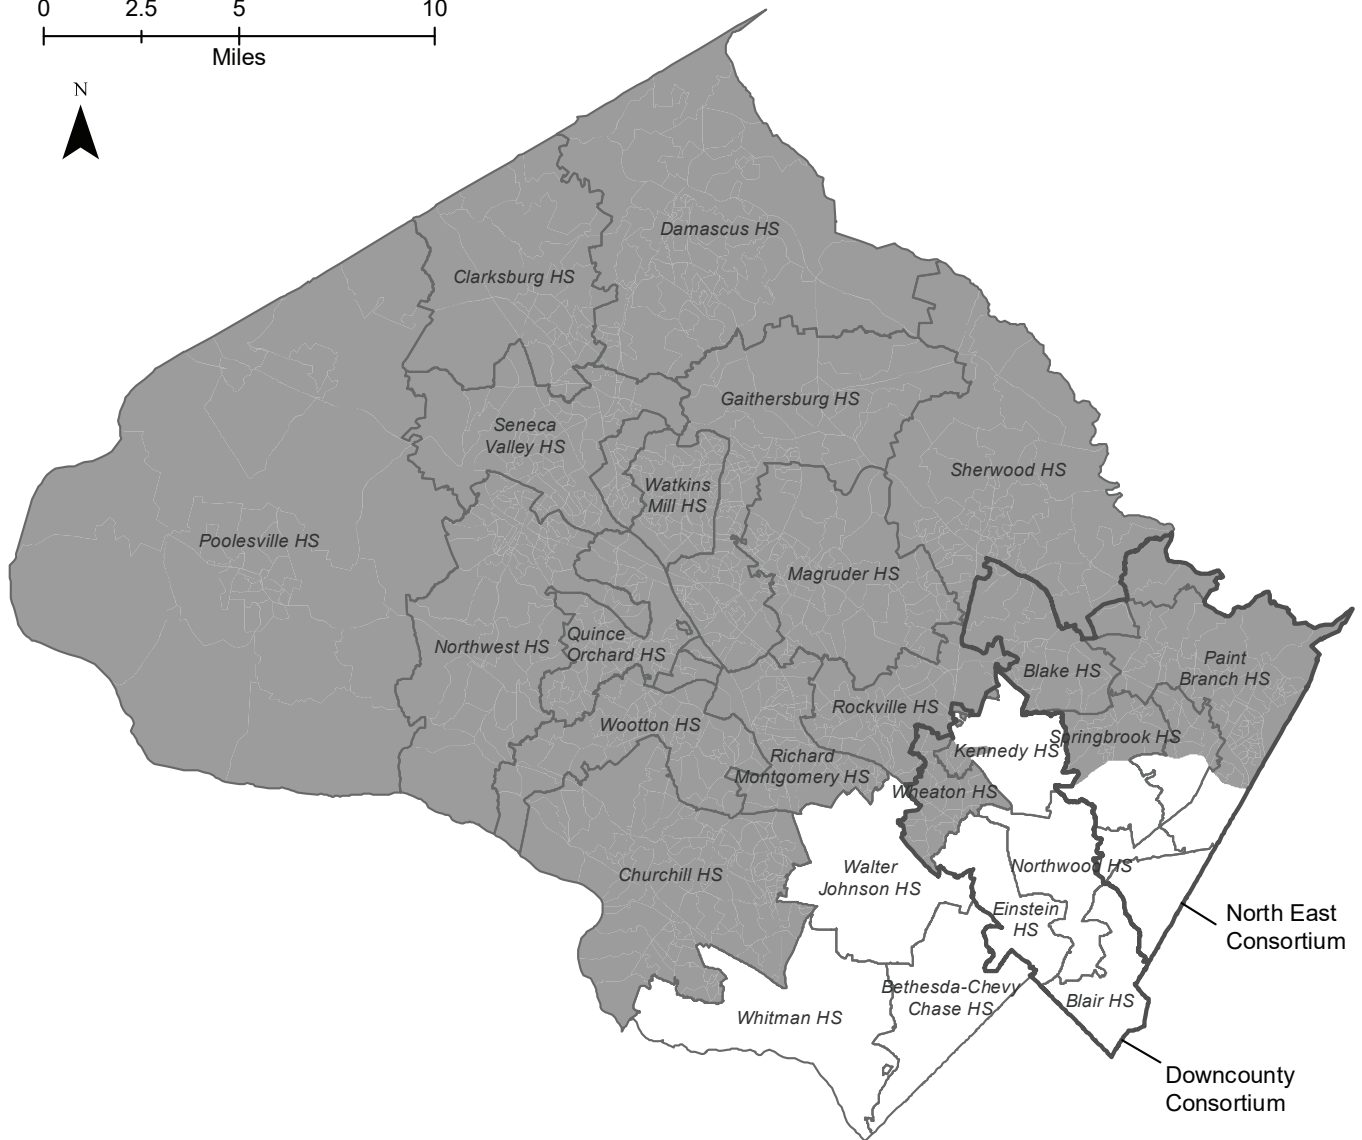 0 2.5 5 10
Miles
N
Damascus HS
Clarksburg HS
Gaithersburg HS
Seneca
Valley HS
Sherwood HS
Watkins
Mill HS
Poolesville HS
Magruder HS
Quince
Orchard HS
Northwest HS
Blake HS
Paint
Branch HS
Rockville HS
Wootton HS
Springbrook HS
Kennedy HS
Richard
Montgomery HS
Wheaton HS
Walter
Johnson HS
Northwood HS
Churchill HS
Einstein
HS
North East
Consortium
Bethesda-Chevy
Chase HS
Blair HS
Whitman HS
Downcounty
Consortium